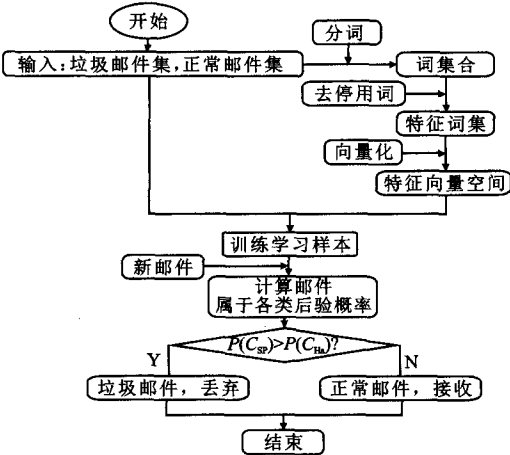 开始
分词
输入:垃圾邮件集,正常邮件集
词集合
去停用词
特征词集
向量化
特征向量空间
训练学习样本
新邮件
计算邮件
属于各类后验概率
P(C_SP)>P(C_Ha)?
Y
N
垃圾邮件，丢弃
正常邮件，接收
结束